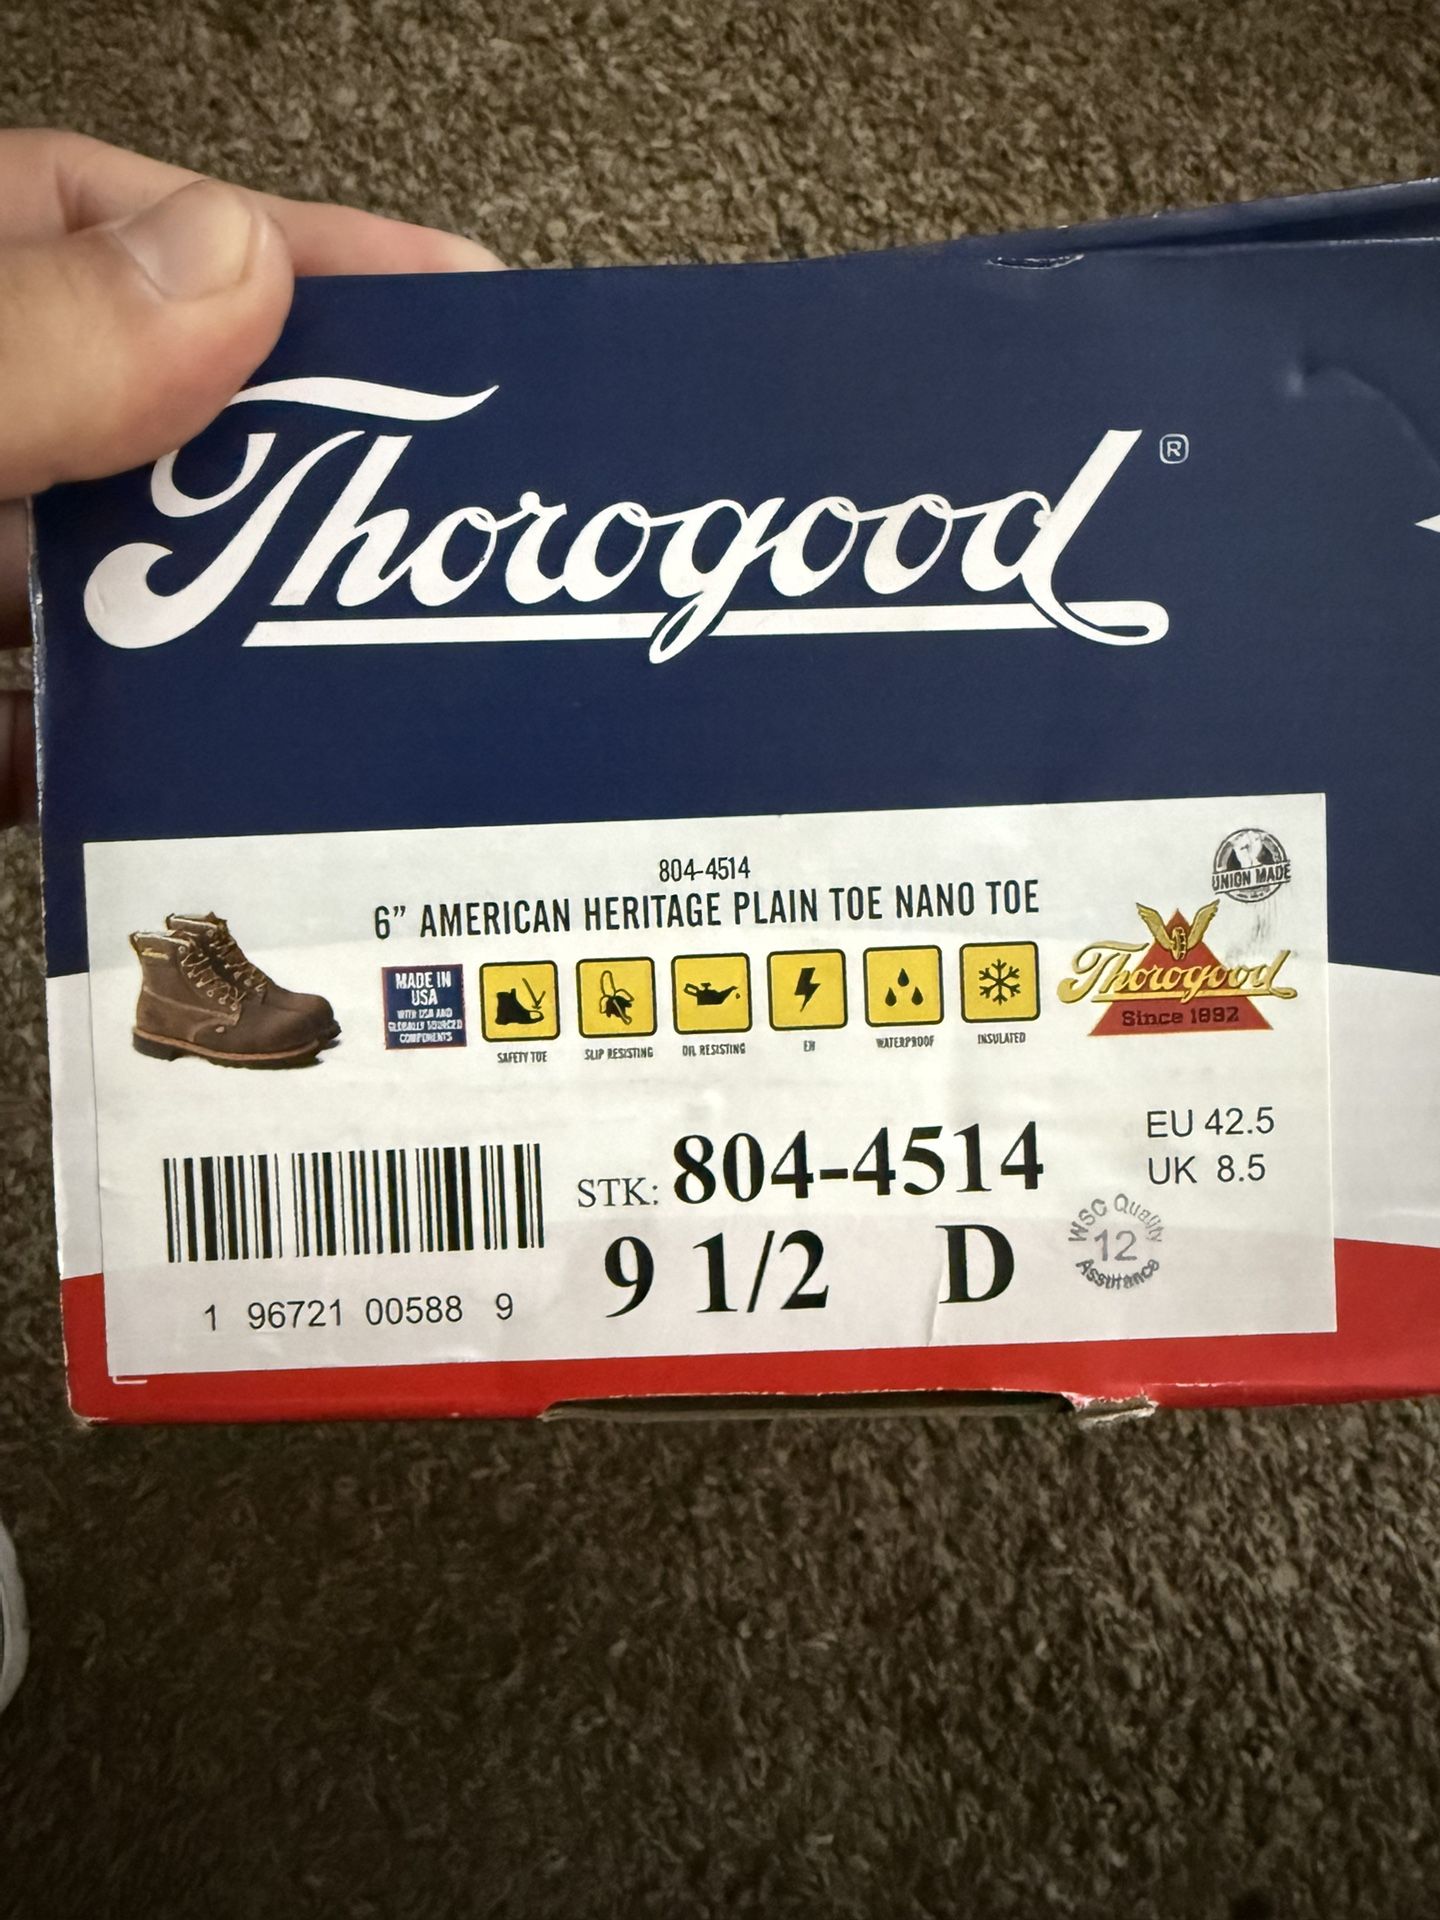 Thorogood®
804-4514
6” AMERICAN HERITAGE PLAIN TOE NANO TOE
UNION MADE
MADE IN
USA
WITH USA AND
GLOBALLY SOURCED
COMPONENTS
SAFETY TOE
SLIP RESISTING
OIL RESISTING
EH
WATERPROOF
INSULATED
Thorogood
Since 1892
EU 42.5
UK 8.5
STK: 804-4514
9 1/2 D
WSC Quality
12
Assurance
1 96721 00588 9